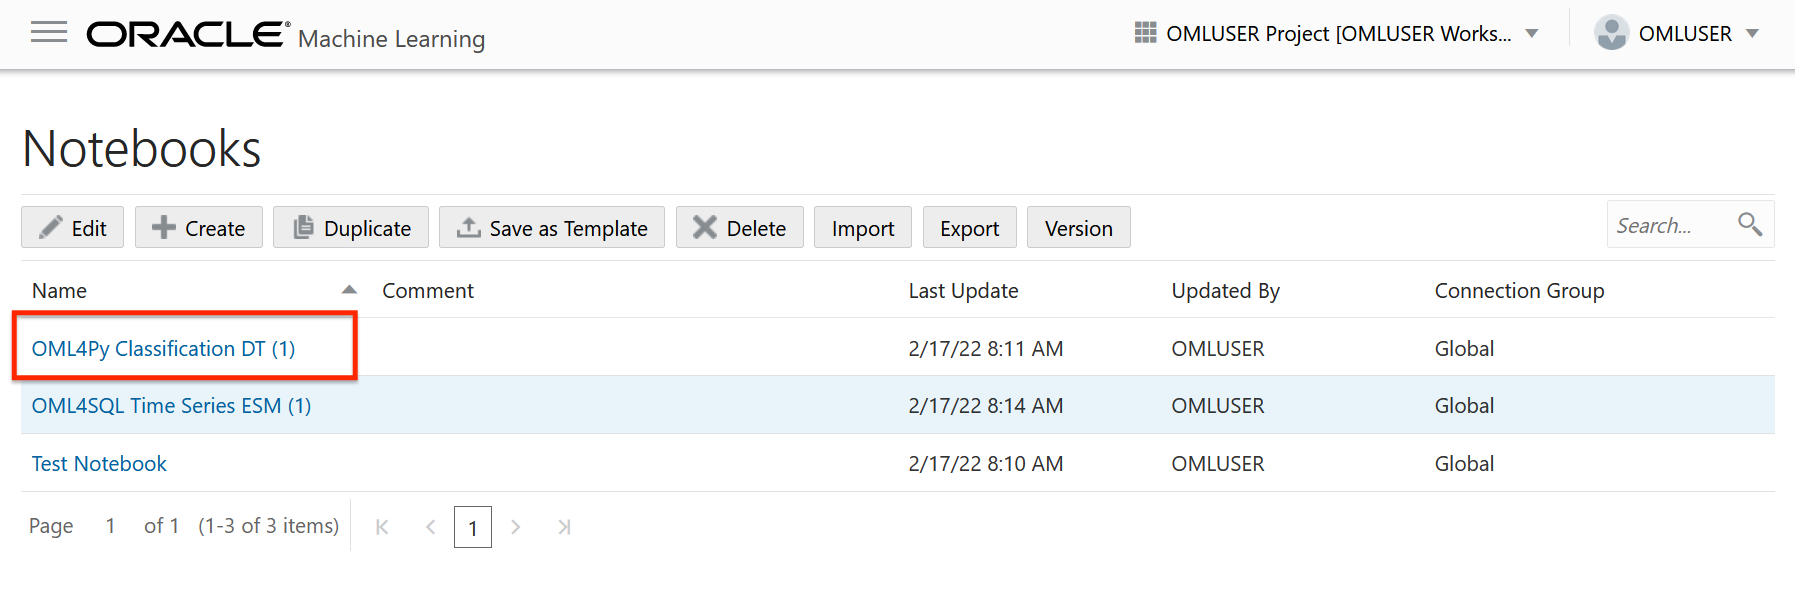 ORACLE® Machine Learning OMLUSER Project [OMLUSER Works... OMLUSER
Notebooks
Edit Create Duplicate Save as Template Delete Import Export Version Search...
Name Comment Last Update Updated By Connection Group
OML4Py Classification DT (1) 2/17/22 8:11 AM OMLUSER Global
OML4SQL Time Series ESM (1) 2/17/22 8:14 AM OMLUSER Global
Test Notebook 2/17/22 8:10 AM OMLUSER Global
Page 1 of 1 (1-3 of 3 items) 1